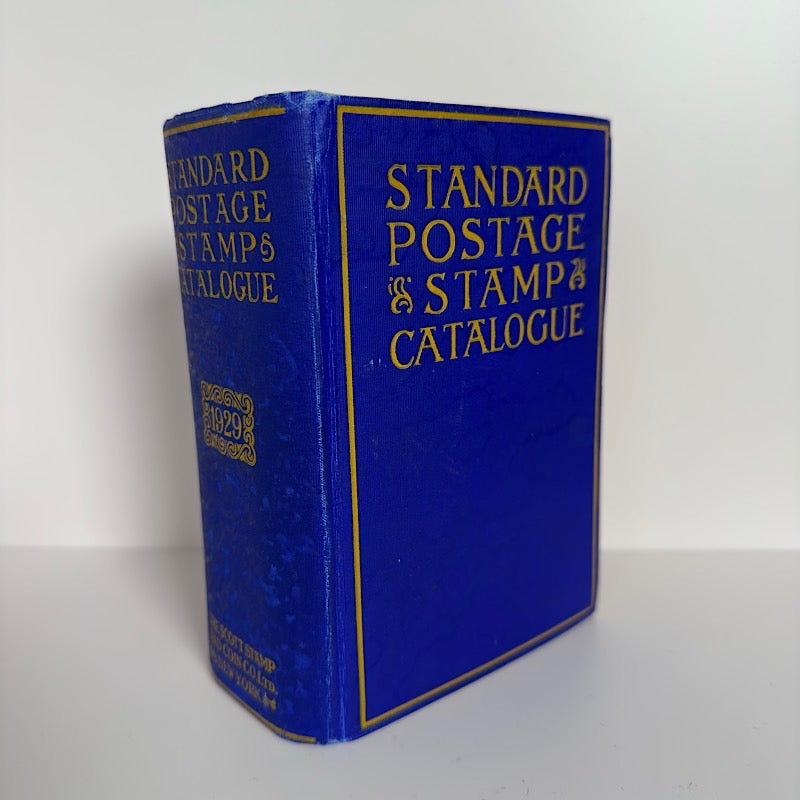 STANDARD
POSTAGE
STAMP
CATALOGUE
1929
THE SCOTT STAMP
AND COIN CO. LTD.
NEW YORK
STANDARD
POSTAGE
STAMP
CATALOGUE